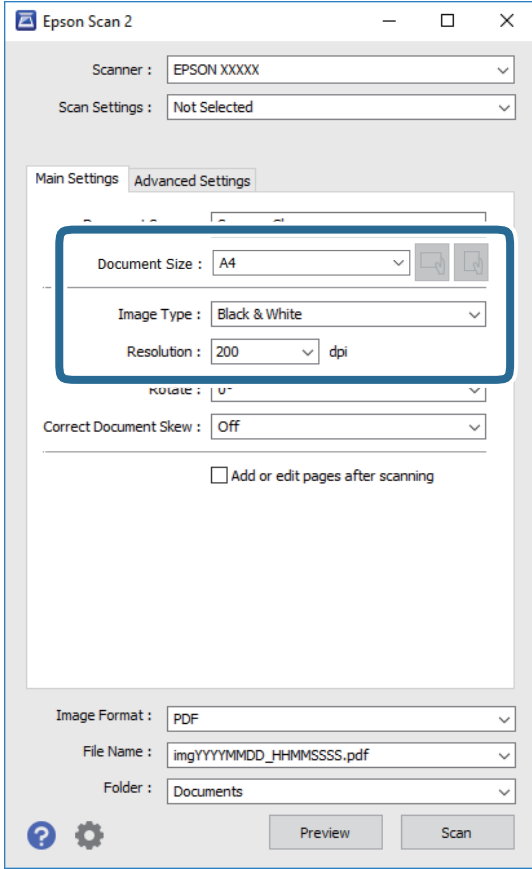 Epson Scan 2
Scanner : EPSON XXXXX
Scan Settings : Not Selected
Main Settings Advanced Settings
Document Size : A4
Image Type : Black & White
Resolution : 200 dpi
Rotate : 0°
Correct Document Skew : Off
Add or edit pages after scanning
Image Format : PDF
File Name : imgYYYYMMDD_HHMMSSSS.pdf
Folder : Documents
? Preview Scan